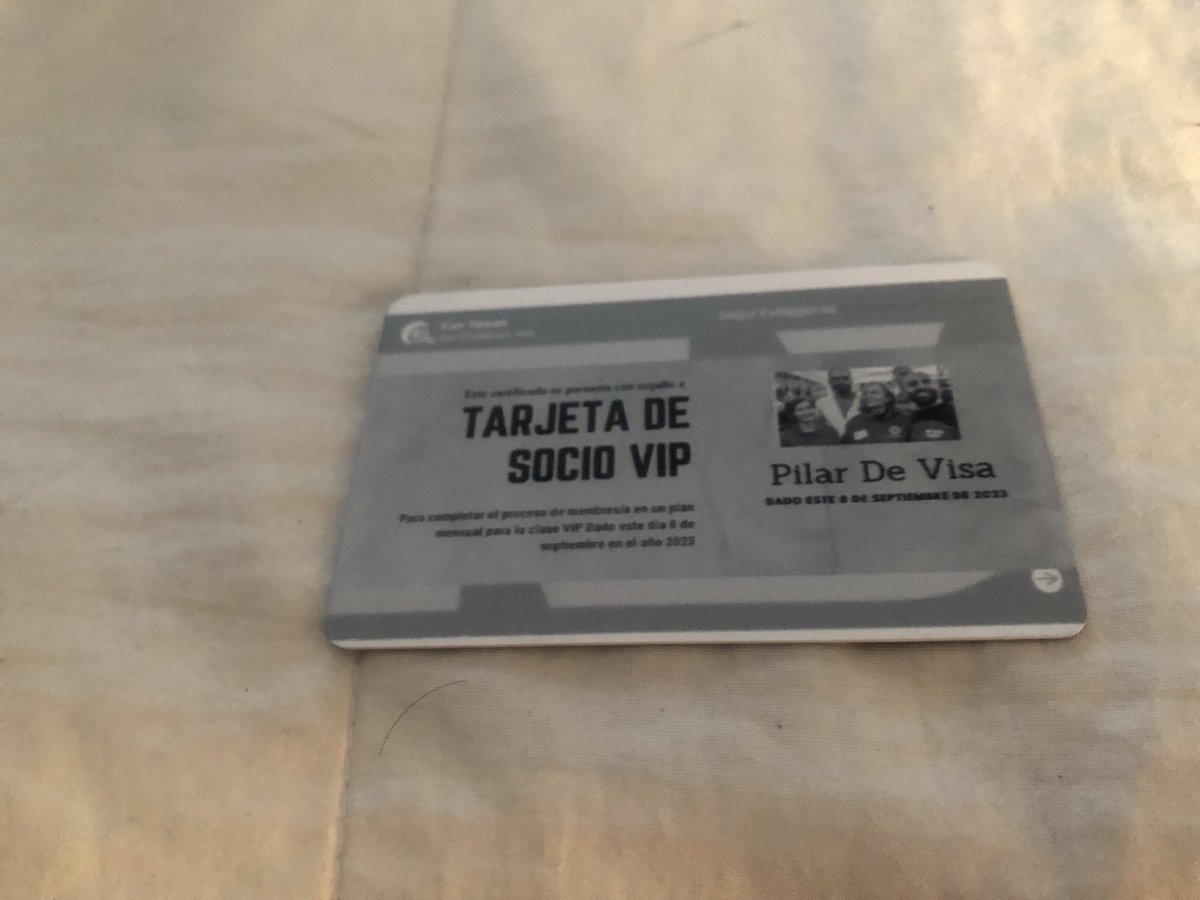 Este certificado se presenta con orgullo a
TARJETA DE
SOCIO VIP
Para completar el proceso de membresía en un plan
mensual para la clase VIP Dado este día 8 de
septiembre en el año 2023
Pilar De Visa
DADO ESTE 8 DE SEPTIEMBRE DE 2023